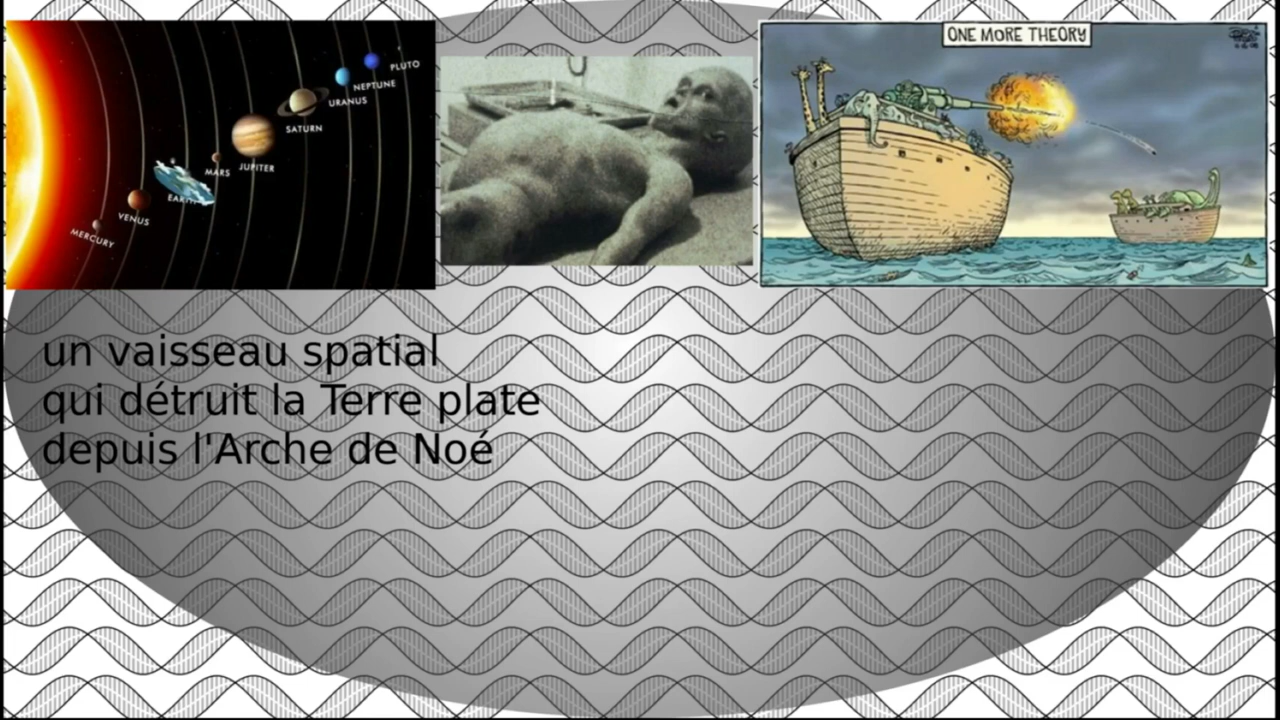 ONE MORE THEORY
PLUTO
NEPTUNE
URANUS
SATURN
JUPITER
MARS
VENUS
MERCURY
un vaisseau spatial
qui détruit la Terre plate
depuis l'Arche de Noé